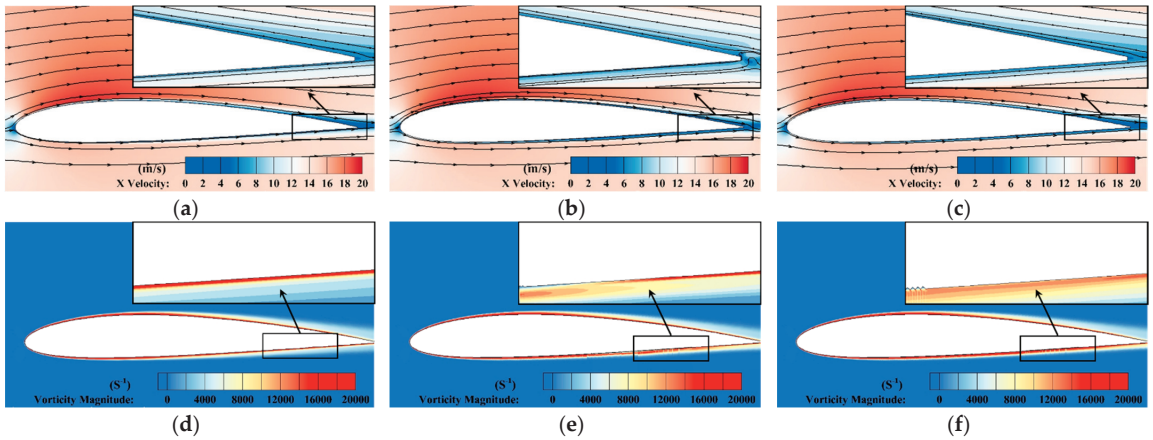 (m/s)
X Velocity: 0 2 4 6 8 10 12 14 16 18 20
(m/s)
X Velocity: 0 2 4 6 8 10 12 14 16 18 20
(m/s)
X Velocity: 0 2 4 6 8 10 12 14 16 18 20
(a) (b) (c)
(S⁻¹)
Vorticity Magnitude: 0 4000 8000 12000 16000 20000
(S⁻¹)
Vorticity Magnitude: 0 4000 8000 12000 16000 20000
(S⁻¹)
Vorticity Magnitude: 0 4000 8000 12000 16000 20000
(d) (e) (f)